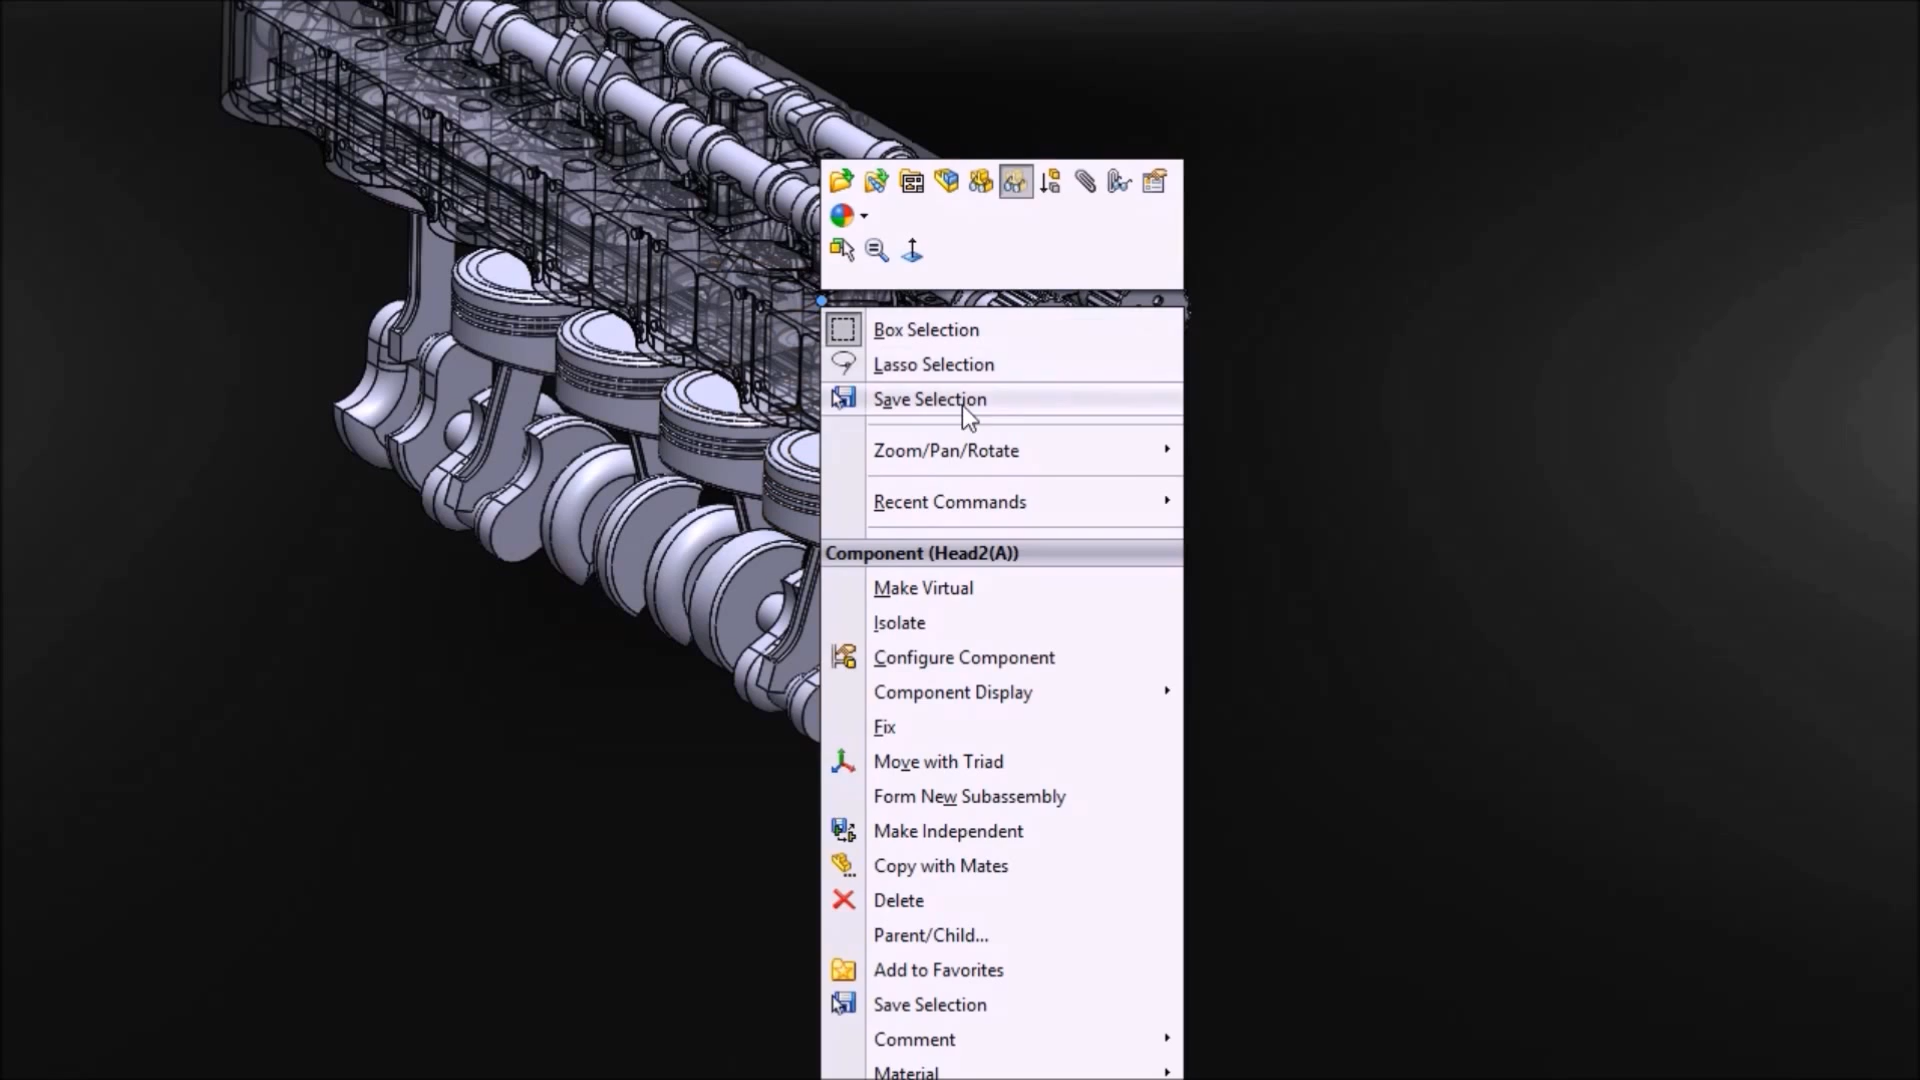 Box Selection
Lasso Selection
Save Selection
Zoom/Pan/Rotate
Recent Commands
Component (Head2(A))
Make Virtual
Isolate
Configure Component
Component Display
Fix
Move with Triad
Form New Subassembly
Make Independent
Copy with Mates
Delete
Parent/Child...
Add to Favorites
Save Selection
Comment
Material